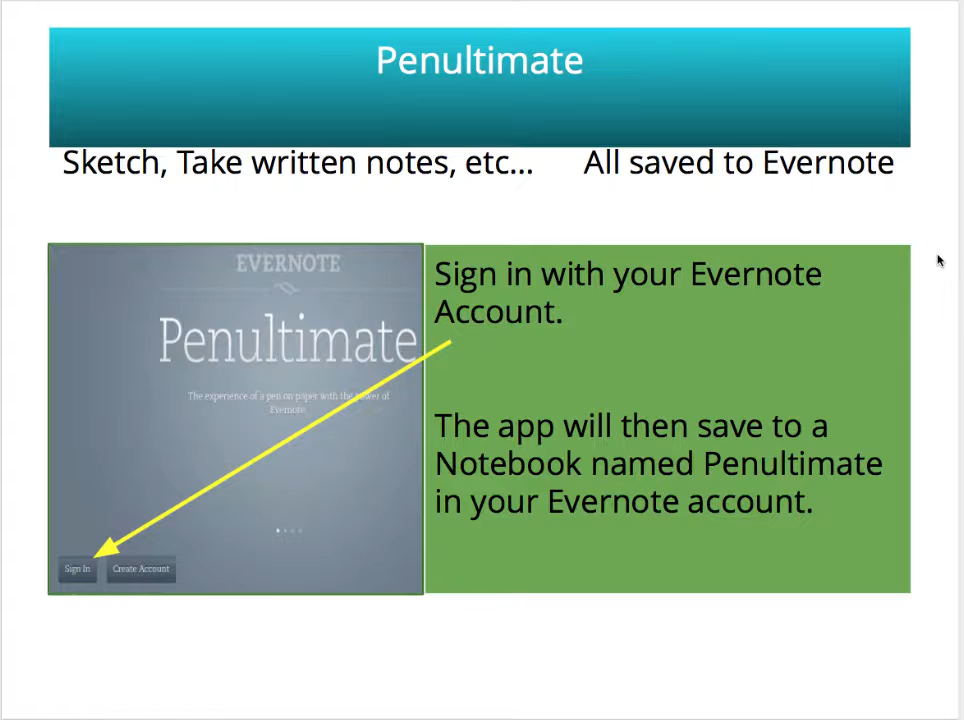 Penultimate
Sketch, Take written notes, etc... All saved to Evernote
EVERNOTE
Penultimate
The experience of a pen on paper with the power of
Evernote
Sign In
Create Account
Sign in with your Evernote
Account.
The app will then save to a
Notebook named Penultimate
in your Evernote account.